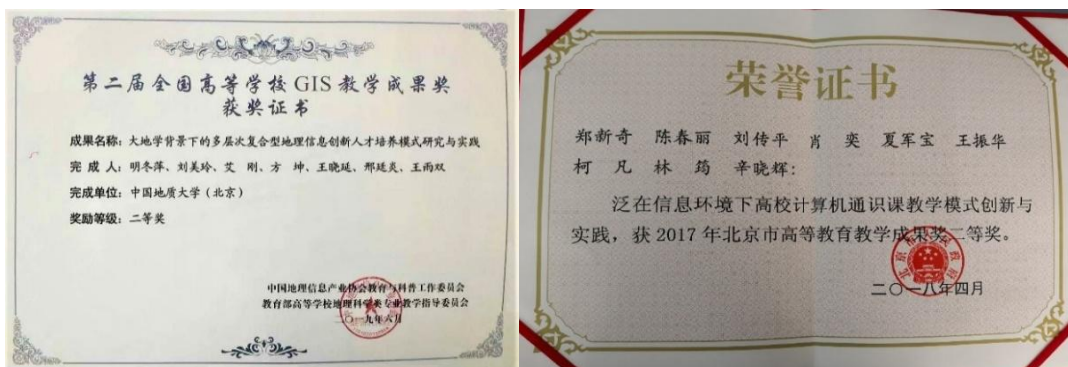 第二届全国高等学校 GIS 教学成果奖
获奖证书
成果名称：大地学背景下的多层次复合型地理信息创新人才培养模式研究与实践
完 成 人：明冬萍、刘美玲、艾 刚、方 坤、王晓延、邢廷炎、王雨双
完成单位：中国地质大学（北京）
奖励等级：二等奖
中国地理信息产业协会教育与科普工作委员会
教育部高等学校地理科学类专业教学指导委员会
二〇一九年六月
荣誉证书
郑新奇 陈春丽 刘传平 肖 奕 夏军宝 王振华
柯 凡 林 筠 辛晓辉：
泛在信息环境下高校计算机通识课教学模式创新与
实践，获 2017 年北京市高等教育教学成果奖二等奖。
二〇一八年四月